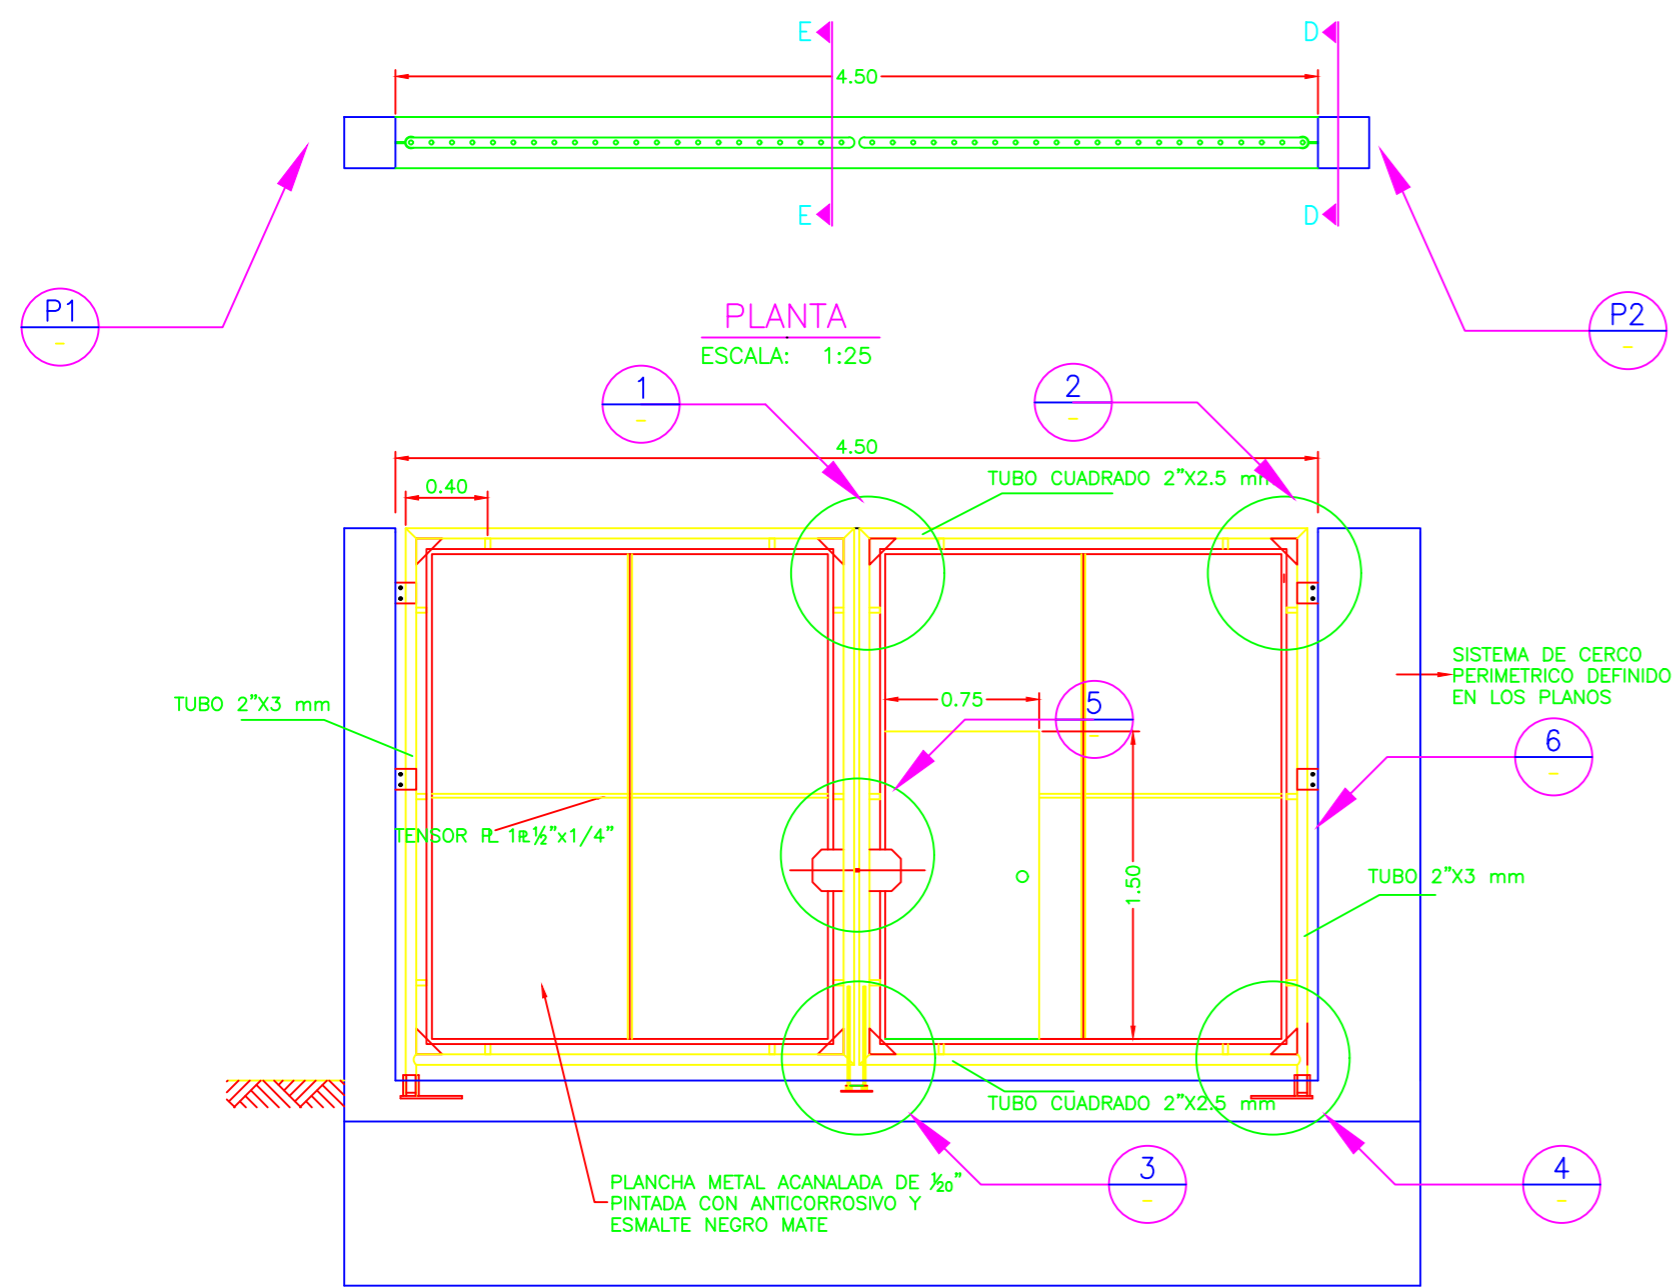 E
D
4.50
E
D
P1
-
P2
-
PLANTA
ESCALA: 1:25
1
-
2
-
4.50
0.40
TUBO CUADRADO 2"X2.5 mm
SISTEMA DE CERCO
PERIMETRICO DEFINIDO
EN LOS PLANOS
TUBO 2"X3 mm
0.75
5
-
6
-
TENSOR PL 1 ½"x1/4"
1.50
TUBO 2"X3 mm
TUBO CUADRADO 2"X2.5 mm
3
-
4
-
PLANCHA METAL ACANALADA DE 1/20"
PINTADA CON ANTICORROSIVO Y
ESMALTE NEGRO MATE